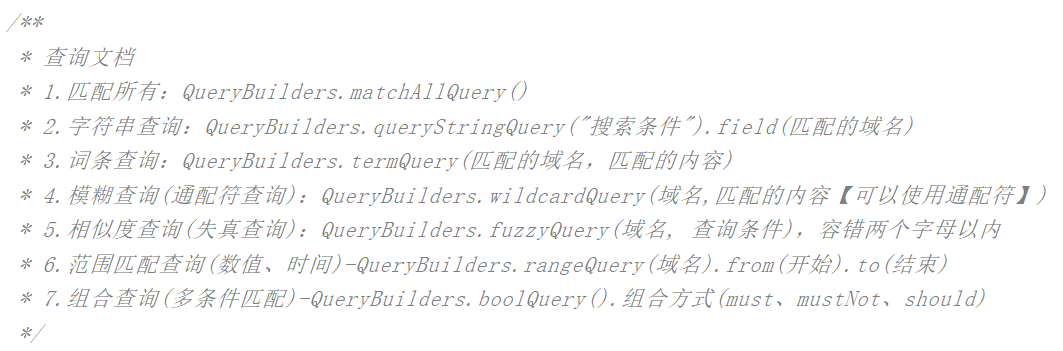 /**
* 查询文档
* 1.匹配所有：QueryBuilders.matchAllQuery()
* 2.字符串查询：QueryBuilders.queryStringQuery("搜索条件").field(匹配的域名)
* 3.词条查询：QueryBuilders.termQuery(匹配的域名，匹配的内容)
* 4.模糊查询(通配符查询)：QueryBuilders.wildcardQuery(域名,匹配的内容【可以使用通配符】)
* 5.相似度查询(失真查询)：QueryBuilders.fuzzyQuery(域名, 查询条件)，容错两个字母以内
* 6.范围匹配查询(数值、时间)-QueryBuilders.rangeQuery(域名).from(开始).to(结束)
* 7.组合查询(多条件匹配)-QueryBuilders.boolQuery().组合方式(must、mustNot、should)
*/